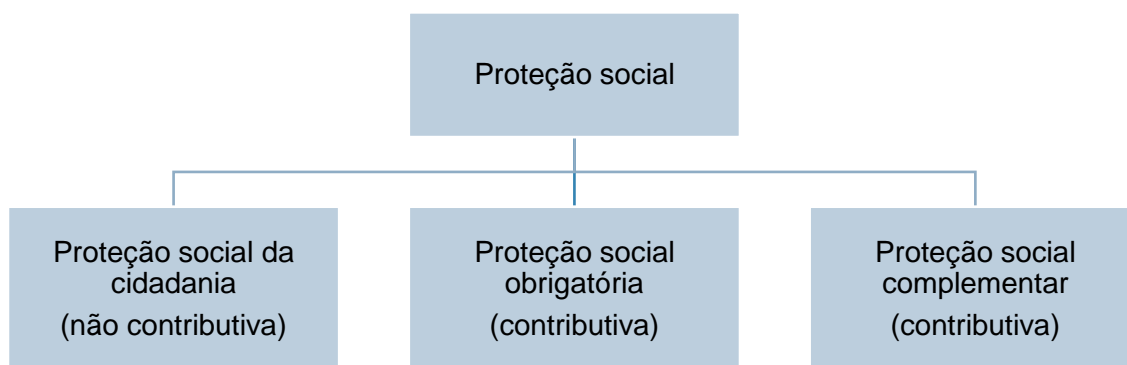 Proteção social
Proteção social da
cidadania
(não contributiva)
Proteção social
obrigatória
(contributiva)
Proteção social
complementar
(contributiva)